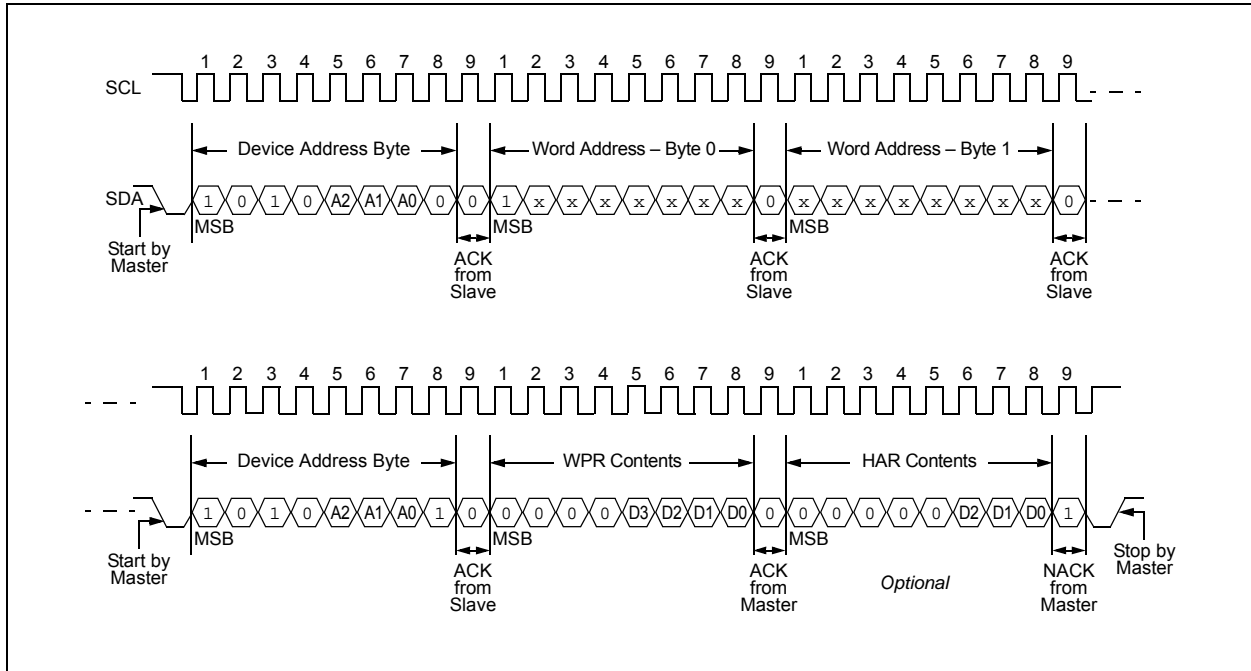 1 2 3 4 5 6 7 8 9 1 2 3 4 5 6 7 8 9 1 2 3 4 5 6 7 8 9
SCL
Device Address Byte Word Address – Byte 0 Word Address – Byte 1
SDA 1 0 1 0 A2 A1 A0 0 0 1 x x x x x x x 0 x x x x x x x x 0
MSB MSB MSB
Start by
Master
ACK
from
Slave
ACK
from
Slave
ACK
from
Slave
1 2 3 4 5 6 7 8 9 1 2 3 4 5 6 7 8 9 1 2 3 4 5 6 7 8 9
Device Address Byte WPR Contents HAR Contents
1 0 1 0 A2 A1 A0 1 0 0 0 0 0 D3 D2 D1 D0 0 0 0 0 0 0 D2 D1 D0 1
MSB MSB MSB
Start by
Master
ACK
from
Slave
ACK
from
Master
Optional
NACK
from
Master
Stop by
Master